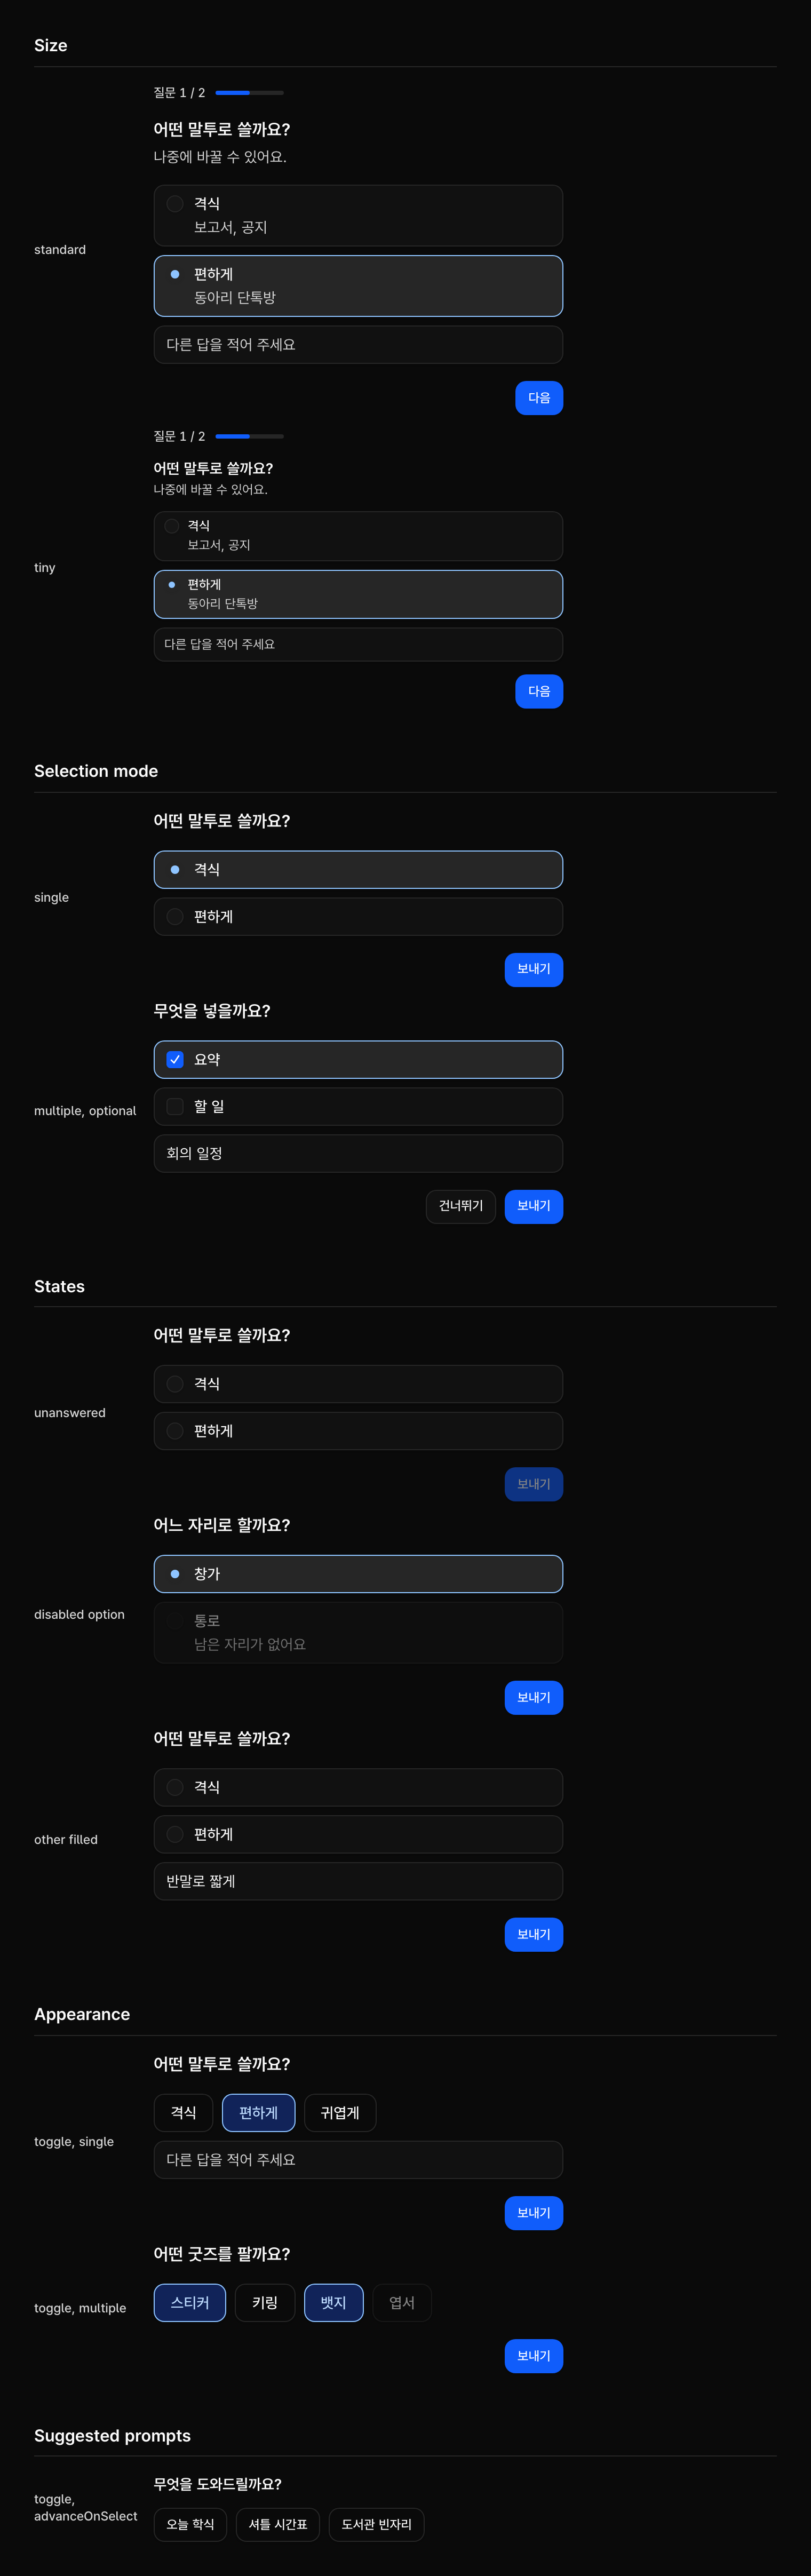 Size
standard
질문 1 / 2
어떤 말투로 쓸까요?
나중에 바꿀 수 있어요.
격식
보고서, 공지
편하게
동아리 단톡방
다른 답을 적어 주세요
다음
tiny
질문 1 / 2
어떤 말투로 쓸까요?
나중에 바꿀 수 있어요.
격식
보고서, 공지
편하게
동아리 단톡방
다른 답을 적어 주세요
다음
Selection mode
single
어떤 말투로 쓸까요?
격식
편하게
보내기
multiple, optional
무엇을 넣을까요?
요약
할 일
회의 일정
건너뛰기
보내기
States
unanswered
어떤 말투로 쓸까요?
격식
편하게
보내기
disabled option
어느 자리로 할까요?
창가
통로
남은 자리가 없어요
보내기
other filled
어떤 말투로 쓸까요?
격식
편하게
반말로 짧게
보내기
Appearance
toggle, single
어떤 말투로 쓸까요?
격식
편하게
귀엽게
다른 답을 적어 주세요
보내기
toggle, multiple
어떤 굿즈를 팔까요?
스티커
키링
뱃지
엽서
보내기
Suggested prompts
toggle,
advanceOnSelect
무엇을 도와드릴까요?
오늘 학식
셔틀 시간표
도서관 빈자리